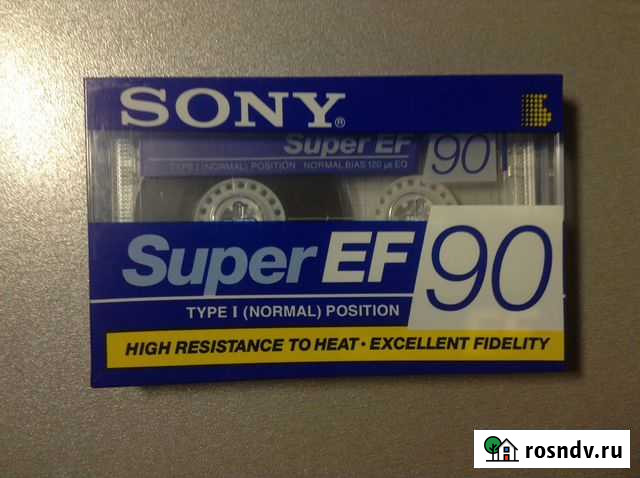 SONY®
Super EF 90
TYPE I (NORMAL) POSITION NORMAL BIAS 120 µs EQ
Super EF 90
TYPE I (NORMAL) POSITION
HIGH RESISTANCE TO HEAT · EXCELLENT FIDELITY
rosndv.ru